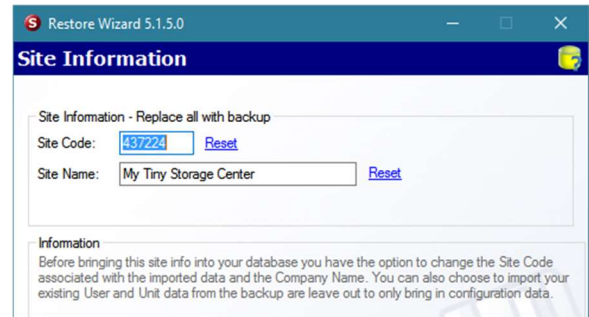 S Restore Wizard 5.1.5.0
Site Information
Site Information - Replace all with backup
Site Code: 437224 Reset
Site Name: My Tiny Storage Center Reset
Information
Before bringing this site info into your database you have the option to change the Site Code
associated with the imported data and the Company Name. You can also choose to import your
existing User and Unit data from the backup are leave out to only bring in configuration data.